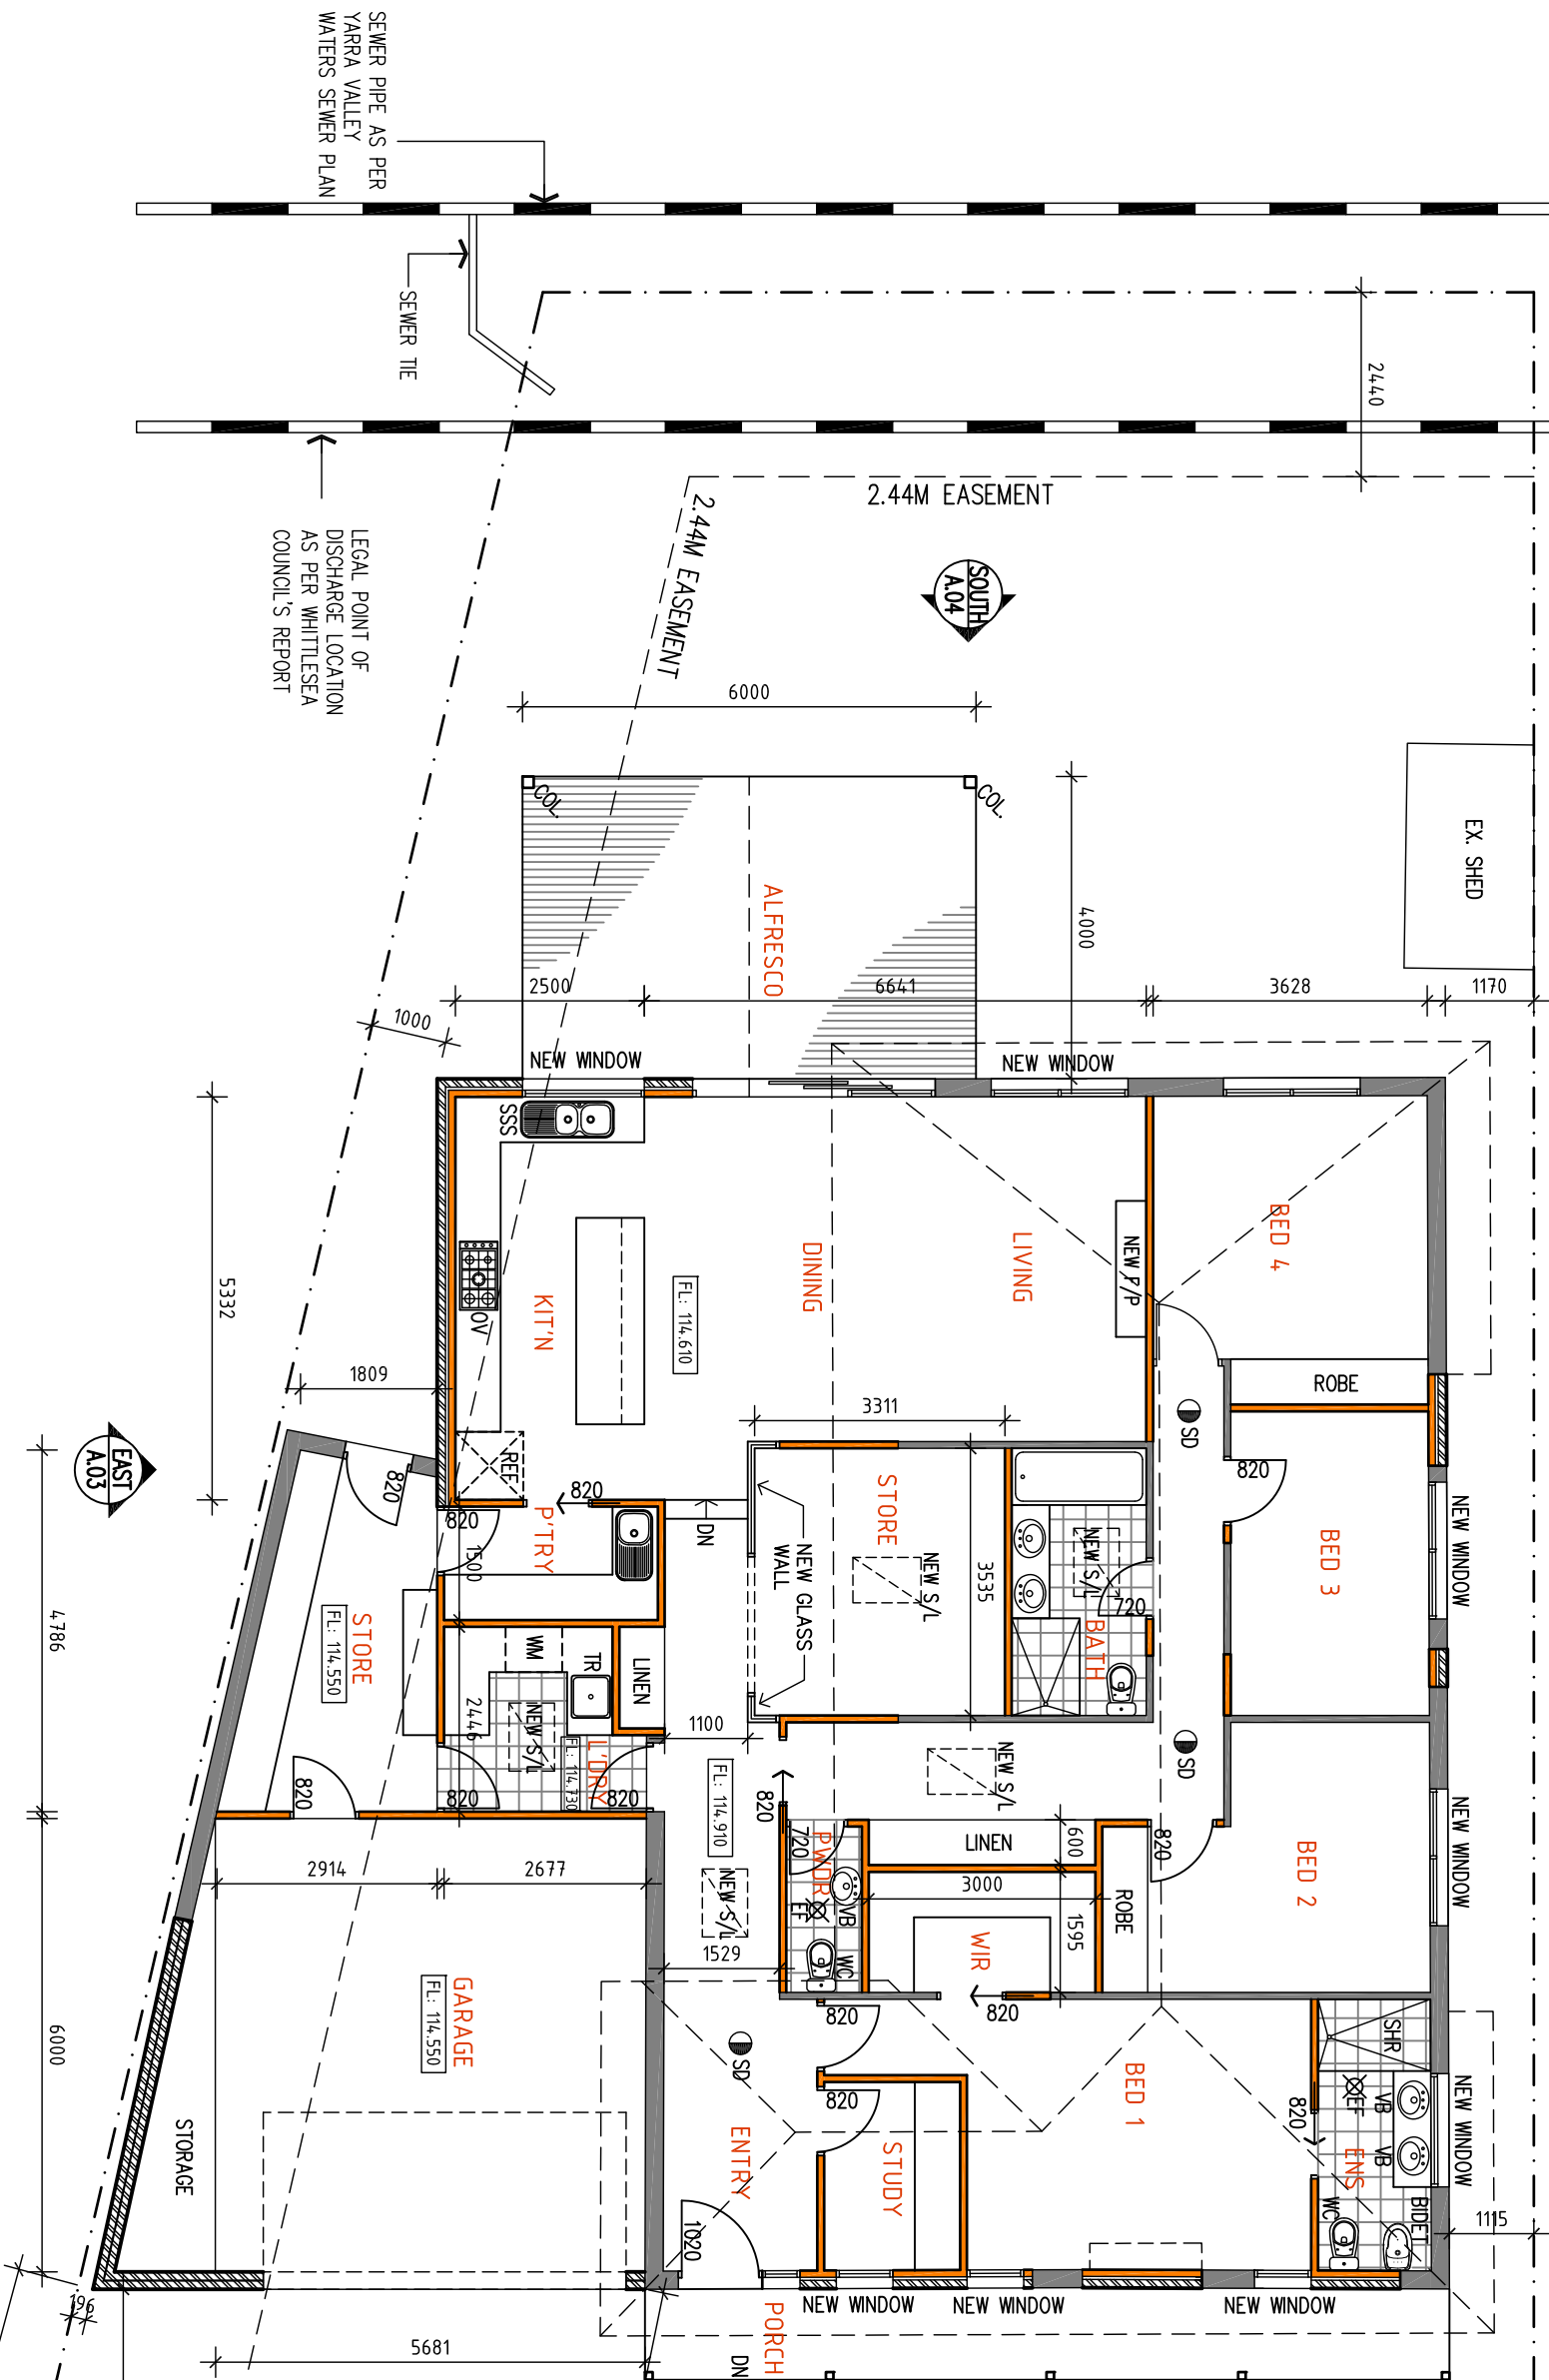 SEWER PIPE AS PER
YARRA VALLEY
WATERS SEWER PLAN
SEWER TIE
LEGAL POINT OF
DISCHARGE LOCATION
AS PER WHITTLESEA
COUNCIL'S REPORT
2440
2.44M EASEMENT
2.44M EASEMENT
SOUTH
A.04
6000
EX. SHED
COL.
COL.
ALFRESCO
4000
2500
6641
3628
1170
1000
NEW WINDOW
NEW WINDOW
SSS
OV
KIT'N
DINING
LIVING
NEW F/P
BED 4
FL: 114.610
5332
1809
REF
3311
ROBE
SD
820
BED 3
NEW WINDOW
EAST
A.03
820
820
820
P'TRY
1500
DN
NEW GLASS
WALL
STORE
NEW S/L
3535
NEW S/L
720
BATH
4786
STORE
FL: 114.550
WM
TR
LINEN
2446
NEW S/L
L'DRY
FL: 114.730
820
820
820
1100
FL: 114.910
820
NEW S/L
SD
NEW WINDOW
BED 2
820
ROBE
LINEN
600
3000
1595
WIR
720
PWDR
VB
EF
WC
NEW S/L
1529
2914
2677
GARAGE
FL: 114.550
6000
STORAGE
820
820
820
SD
ENTRY
STUDY
BED 1
820
SHR
EF
VB
VB
ENS
WC
BIDET
NEW WINDOW
1115
1020
NEW WINDOW
NEW WINDOW
NEW WINDOW
PORCH
DN
196
5681